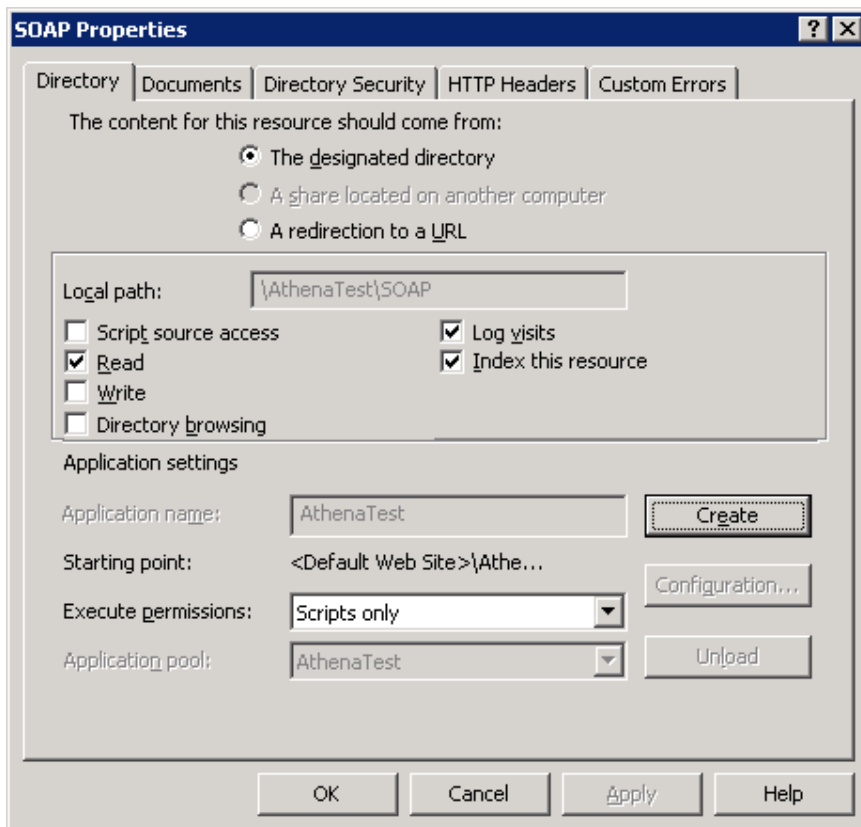 SOAP Properties
Directory Documents Directory Security HTTP Headers Custom Errors
The content for this resource should come from:
The designated directory
A share located on another computer
A redirection to a URL
Local path: \AthenaTest\SOAP
Script source access Log visits
Read Index this resource
Write
Directory browsing
Application settings
Application name: AthenaTest Create
Starting point: <Default Web Site>\Athe...
Configuration...
Execute permissions: Scripts only
Application pool: AthenaTest Unload
OK Cancel Apply Help